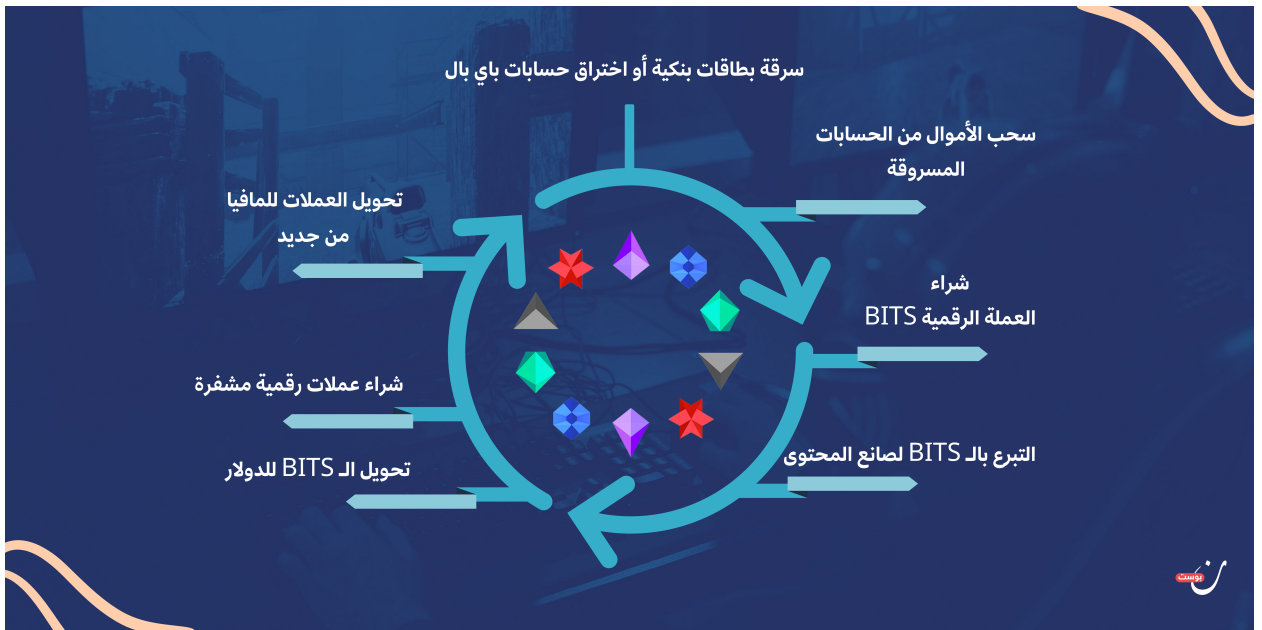 سرقة بطاقات بنكية أو اختراق حسابات باي بال
سحب الأموال من الحسابات
المسروقة
شراء
العملة الرقمية BITS
التبرع بالـ BITS لصانع المحتوى
تحويل الـ BITS للدولار
شراء عملات رقمية مشفرة
تحويل العملات للمافيا
من جديد
ن
بوست